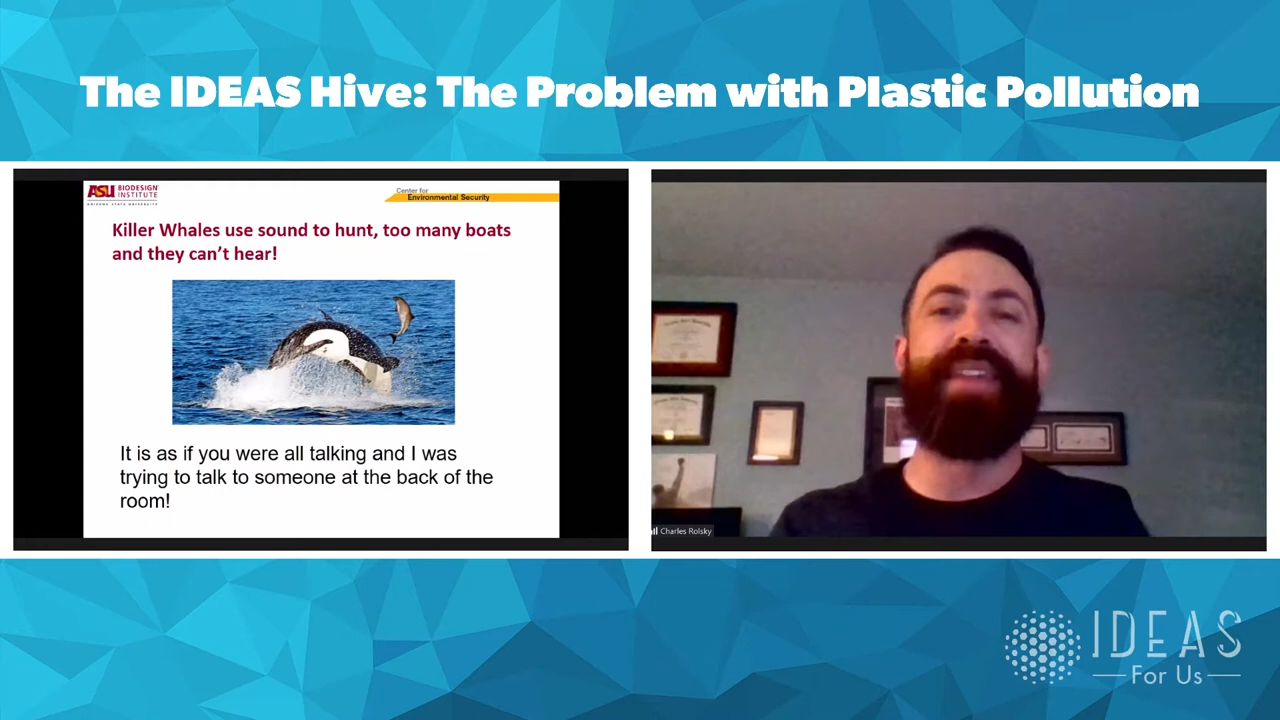 The IDEAS Hive: The Problem with Plastic Pollution
ASU BIODESIGN
INSTITUTE
ARIZONA STATE UNIVERSITY
Center for
Environmental Security
Killer Whales use sound to hunt, too many boats
and they can’t hear!
It is as if you were all talking and I was
trying to talk to someone at the back of the
room!
Charles Rolsky
IDEAS
For Us